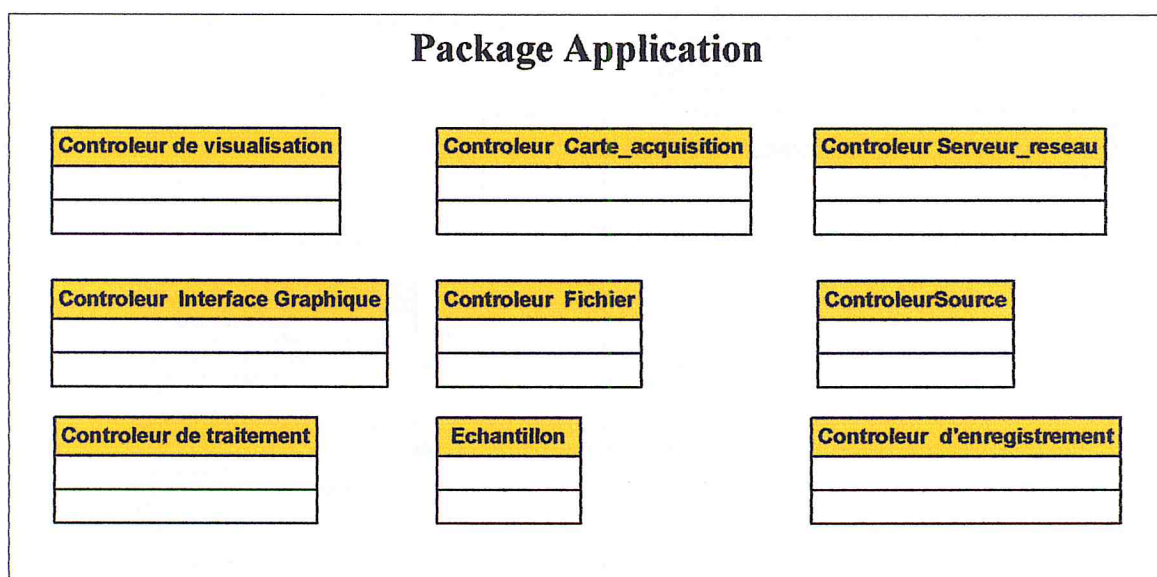 Package Application
Controleur de visualisation
Controleur Carte_acquisition
Controleur Serveur_reseau
Controleur Interface Graphique
Controleur Fichier
ControleurSource
Controleur de traitement
Echantillon
Controleur d'enregistrement